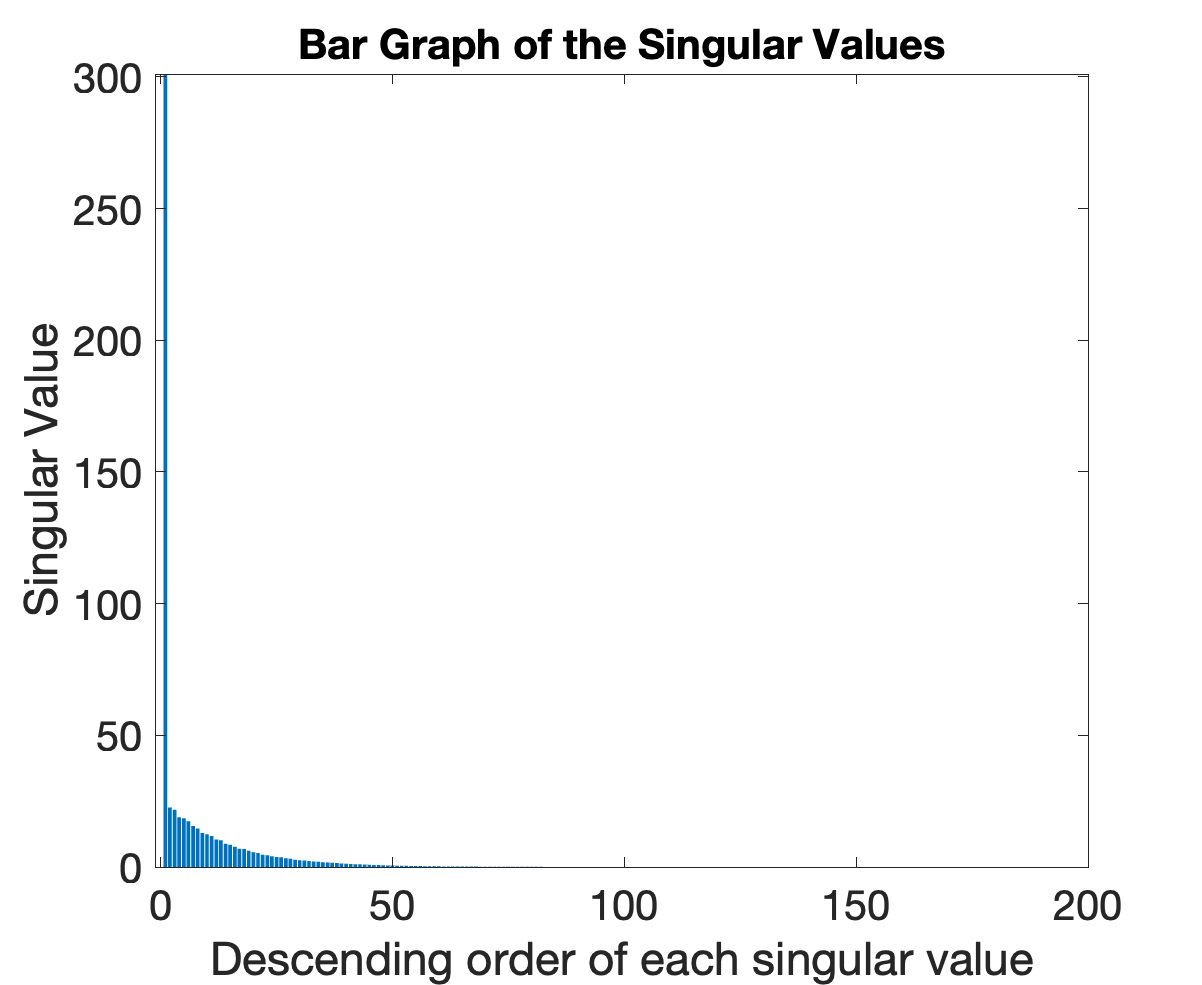 Bar Graph of the Singular Values
300
250
200
150
100
50
0
Singular Value
0 50 100 150 200
Descending order of each singular value